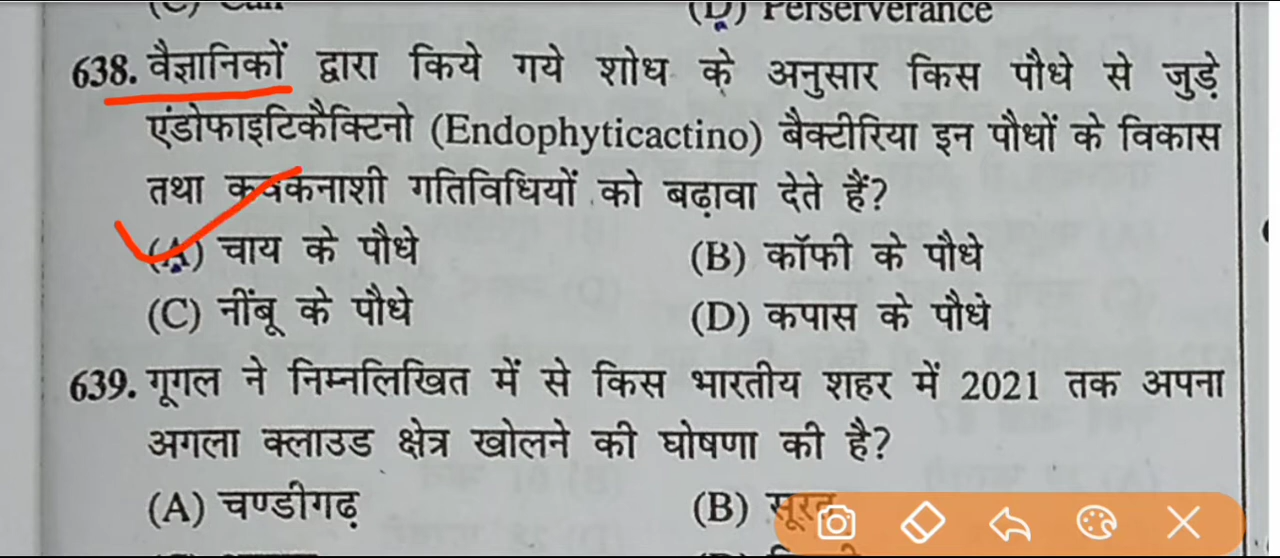 (D) Perserverance
638. वैज्ञानिकों द्वारा किये गये शोध के अनुसार किस पौधे से जुड़े
एंडोफाइटिकैक्टिनो (Endophyticactino) बैक्टीरिया इन पौधों के विकास
तथा कवकनाशी गतिविधियों को बढ़ावा देते हैं?
(A) चाय के पौधे (B) कॉफी के पौधे
(C) नींबू के पौधे (D) कपास के पौधे
639. गूगल ने निम्नलिखित में से किस भारतीय शहर में 2021 तक अपना
अगला क्लाउड क्षेत्र खोलने की घोषणा की है?
(A) चण्डीगढ़ (B) सूरत